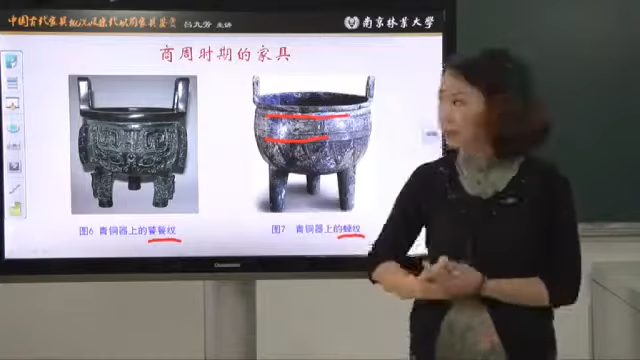 中国古代家具概况及宋代以前家具鉴赏 吕九芳 主讲
南京林业大学
商周时期的家具
图6 青铜器上的饕餮纹
图7 青铜器上的蝉纹